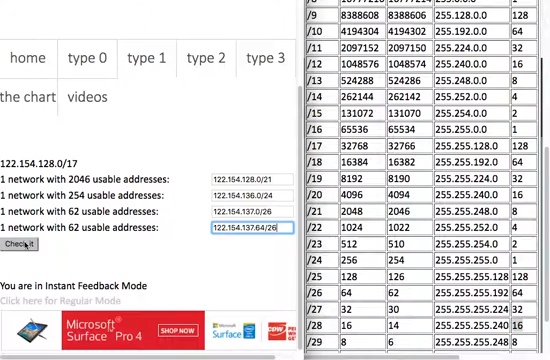 home type 0 type 1 type 2 type 3
the chart videos
122.154.128.0/17
1 network with 2046 usable addresses: 122.154.128.0/21
1 network with 254 usable addresses: 122.154.136.0/24
1 network with 62 usable addresses: 122.154.137.0/26
1 network with 62 usable addresses: 122.154.137.64/26
Check it
You are in Instant Feedback Mode
Click here for Regular Mode
Microsoft
Surface Pro 4
SHOP NOW
Microsoft
Surface
CDW
/9 8388608 8388606 255.128.0.0 128
/10 4194304 4194302 255.192.0.0 64
/11 2097152 2097150 255.224.0.0 32
/12 1048576 1048574 255.240.0.0 16
/13 524288 524286 255.248.0.0 8
/14 262144 262142 255.252.0.0 4
/15 131072 131070 255.254.0.0 2
/16 65536 65534 255.255.0.0 1
/17 32768 32766 255.255.128.0 128
/18 16384 16382 255.255.192.0 64
/19 8192 8190 255.255.224.0 32
/20 4096 4094 255.255.240.0 16
/21 2048 2046 255.255.248.0 8
/22 1024 1022 255.255.252.0 4
/23 512 510 255.255.254.0 2
/24 256 254 255.255.255.0 1
/25 128 126 255.255.255.128 128
/26 64 62 255.255.255.192 64
/27 32 30 255.255.255.224 32
/28 16 14 255.255.255.240 16
/29 8 6 255.255.255.248 8